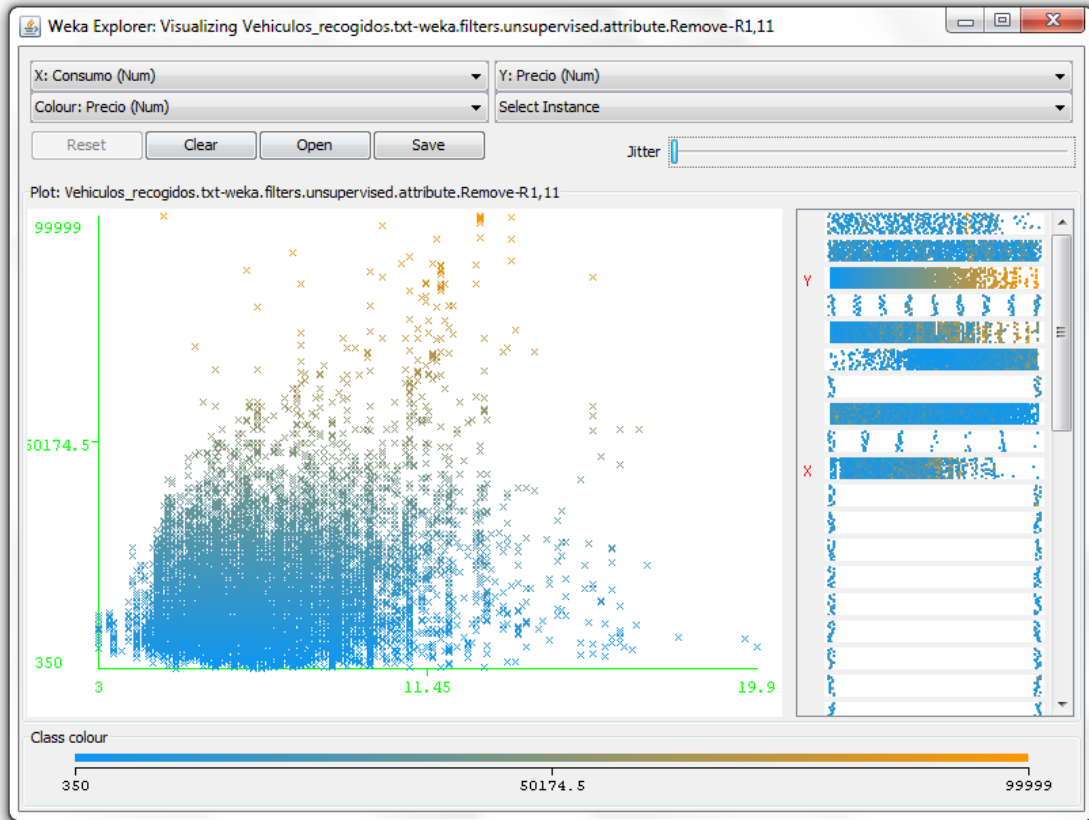 Weka Explorer: Visualizing Vehiculos_recogidos.txt-weka.filters.unsupervised.attribute.Remove-R1,11
X: Consumo (Num)
Y: Precio (Num)
Colour: Precio (Num)
Select Instance
Reset
Clear
Open
Save
Jitter
Plot: Vehiculos_recogidos.txt-weka.filters.unsupervised.attribute.Remove-R1,11
99999
50174.5
350
3
11.45
19.9
Y
X
Class colour
350
50174.5
99999